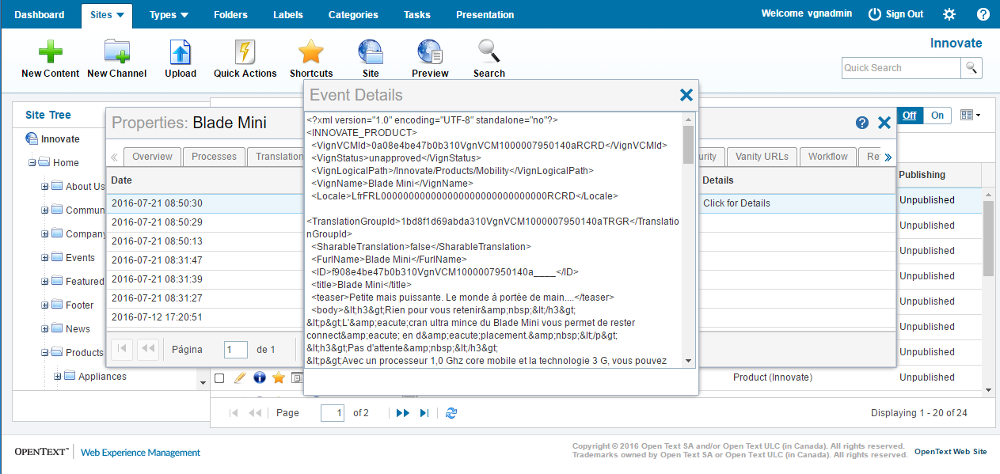 Dashboard Sites Types Folders Labels Categories Tasks Presentation Welcome vgnadmin Sign Out
Innovate
New Content New Channel Upload Quick Actions Shortcuts Site Preview Search
Quick Search
Site Tree
Innovate
Home
About Us
Commun
Company
Events
Featured
Footer
News
Products
Appliances
Properties: Blade Mini
Off On
Overview Processes Translation urity Vanity URLs Workflow Re
Date Details Publishing
2016-07-21 08:50:30 Click for Details
2016-07-21 08:50:29
2016-07-21 08:50:13
2016-07-21 08:31:47
2016-07-21 08:31:39
2016-07-21 08:31:27
2016-07-12 17:20:51
Página 1 de 1
Event Details
<?xml version="1.0" encoding="UTF-8" standalone="no"?>
<INNOVATE_PRODUCT>
<VignVCMId>0a08e4be47b0b310VgnVCM1000007950140aRCRD</VignVCMId>
<VignStatus>unapproved</VignStatus>
<VignLogicalPath>/Innovate/Products/Mobility</VignLogicalPath>
<VignName>Blade Mini</VignName>
<Locale>LfrFRL0000000000000000000000000000RCRD</Locale>
<TranslationGroupId>1bd8f1d69abda310VgnVCM1000007950140aTRGR</Translatio
nGroupId>
<SharableTranslation>false</SharableTranslation>
<FurlName>Blade Mini</FurlName>
<ID>f908e4be47b0b310VgnVCM1000007950140a____</ID>
<title>Blade Mini</title>
<teaser>Petite mais puissante. Le monde à portée de main....</teaser>
<body>&lt;h3&gt;Rien pour vous retenir&amp;nbsp;&lt;/h3&gt;
&lt;p&gt;L'&amp;eacute;cran ultra mince du Blade Mini vous permet de rester
connect&amp;eacute; en d&amp;eacute;placement.&amp;nbsp;&lt;/p&gt;
&lt;h3&gt;Pas d'attente&amp;nbsp;&lt;/h3&gt;
&lt;p&gt;Avec un processeur 1,0 Ghz core mobile et la technologie 3 G, vous pouvez
Unpublished
Unpublished
Unpublished
Unpublished
Unpublished
Unpublished
Unpublished
Product (Innovate) Unpublished
Page 1 of 2 Displaying 1 - 20 of 24
OPENTEXT™ Web Experience Management
Copyright © 2016 Open Text SA and/or Open Text ULC (in Canada). All rights reserved.
Trademarks owned by Open Text SA or Open Text ULC (in Canada). All rights reserved.
OpenText Web Site